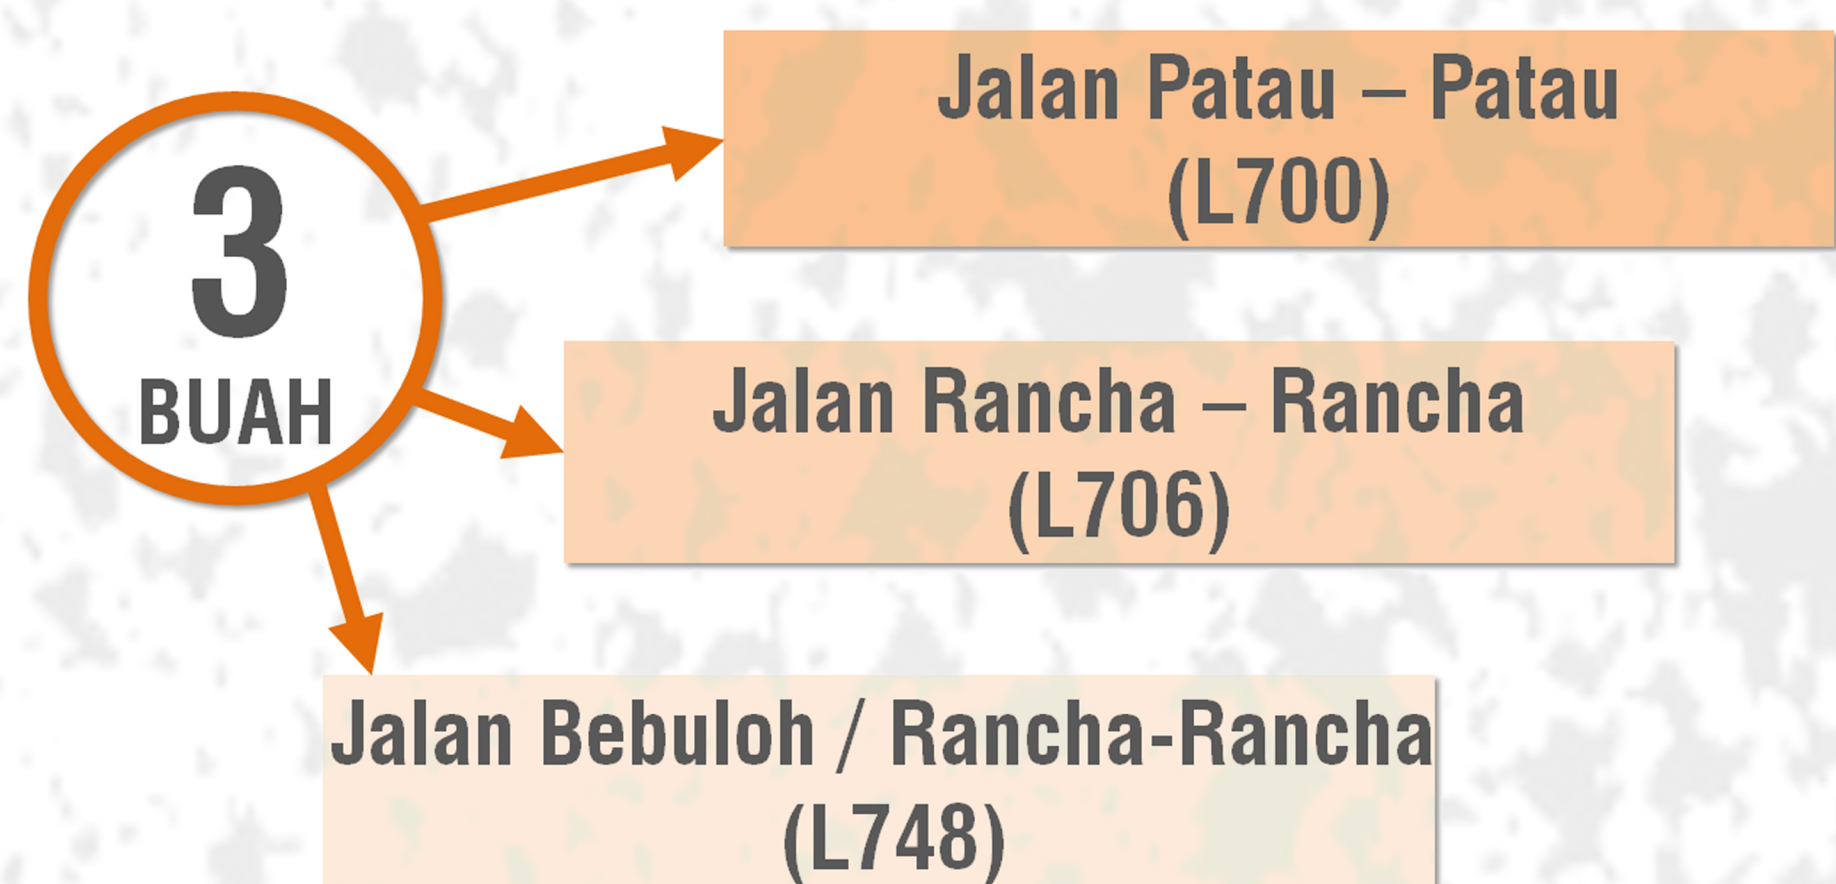 3
BUAH
Jalan Patau – Patau
(L700)
Jalan Rancha – Rancha
(L706)
Jalan Bebuloh / Rancha-Rancha
(L748)